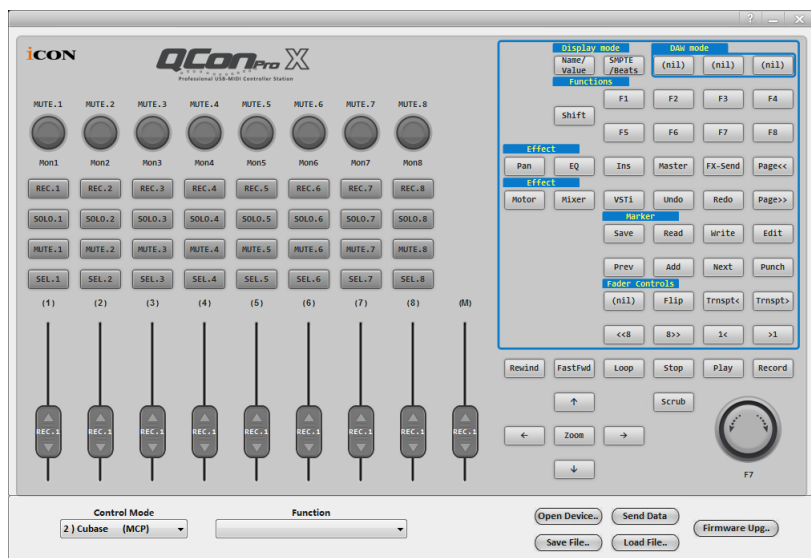 iCON
QCon Pro X
Professional USB-MIDI Controller Station
Display mode DAW mode
Name/Value SMPTE/Beats (nil) (nil) (nil)
Functions
F1 F2 F3 F4
Shift
F5 F6 F7 F8
MUTE.1 MUTE.2 MUTE.3 MUTE.4 MUTE.5 MUTE.6 MUTE.7 MUTE.8
Mon1 Mon2 Mon3 Mon4 Mon5 Mon6 Mon7 Mon8
Effect
Pan EQ Ins Master FX-Send Page<<
Effect
Motor Mixer VSTi Undo Redo Page>>
Marker
Save Read Write Edit
Prev Add Next Punch
Fader Controls
(nil) Flip Trnspt< Trnspt>
<<8 8>> 1< >1
REC.1 REC.2 REC.3 REC.4 REC.5 REC.6 REC.7 REC.8
SOLO.1 SOLO.2 SOLO.3 SOLO.4 SOLO.5 SOLO.6 SOLO.7 SOLO.8
MUTE.1 MUTE.2 MUTE.3 MUTE.4 MUTE.5 MUTE.6 MUTE.7 MUTE.8
SEL.1 SEL.2 SEL.3 SEL.4 SEL.5 SEL.6 SEL.7 SEL.8
(1) (2) (3) (4) (5) (6) (7) (8) (M)
Rewind FastFwd Loop Stop Play Record
Scrub
Zoom
REC.1 REC.1 REC.1 REC.1 REC.1 REC.1 REC.1 REC.1 REC.1
F7
Control Mode Function
2 ) Cubase (MCP)
Open Device.. Send Data
Firmware Upg..
Save File.. Load File..